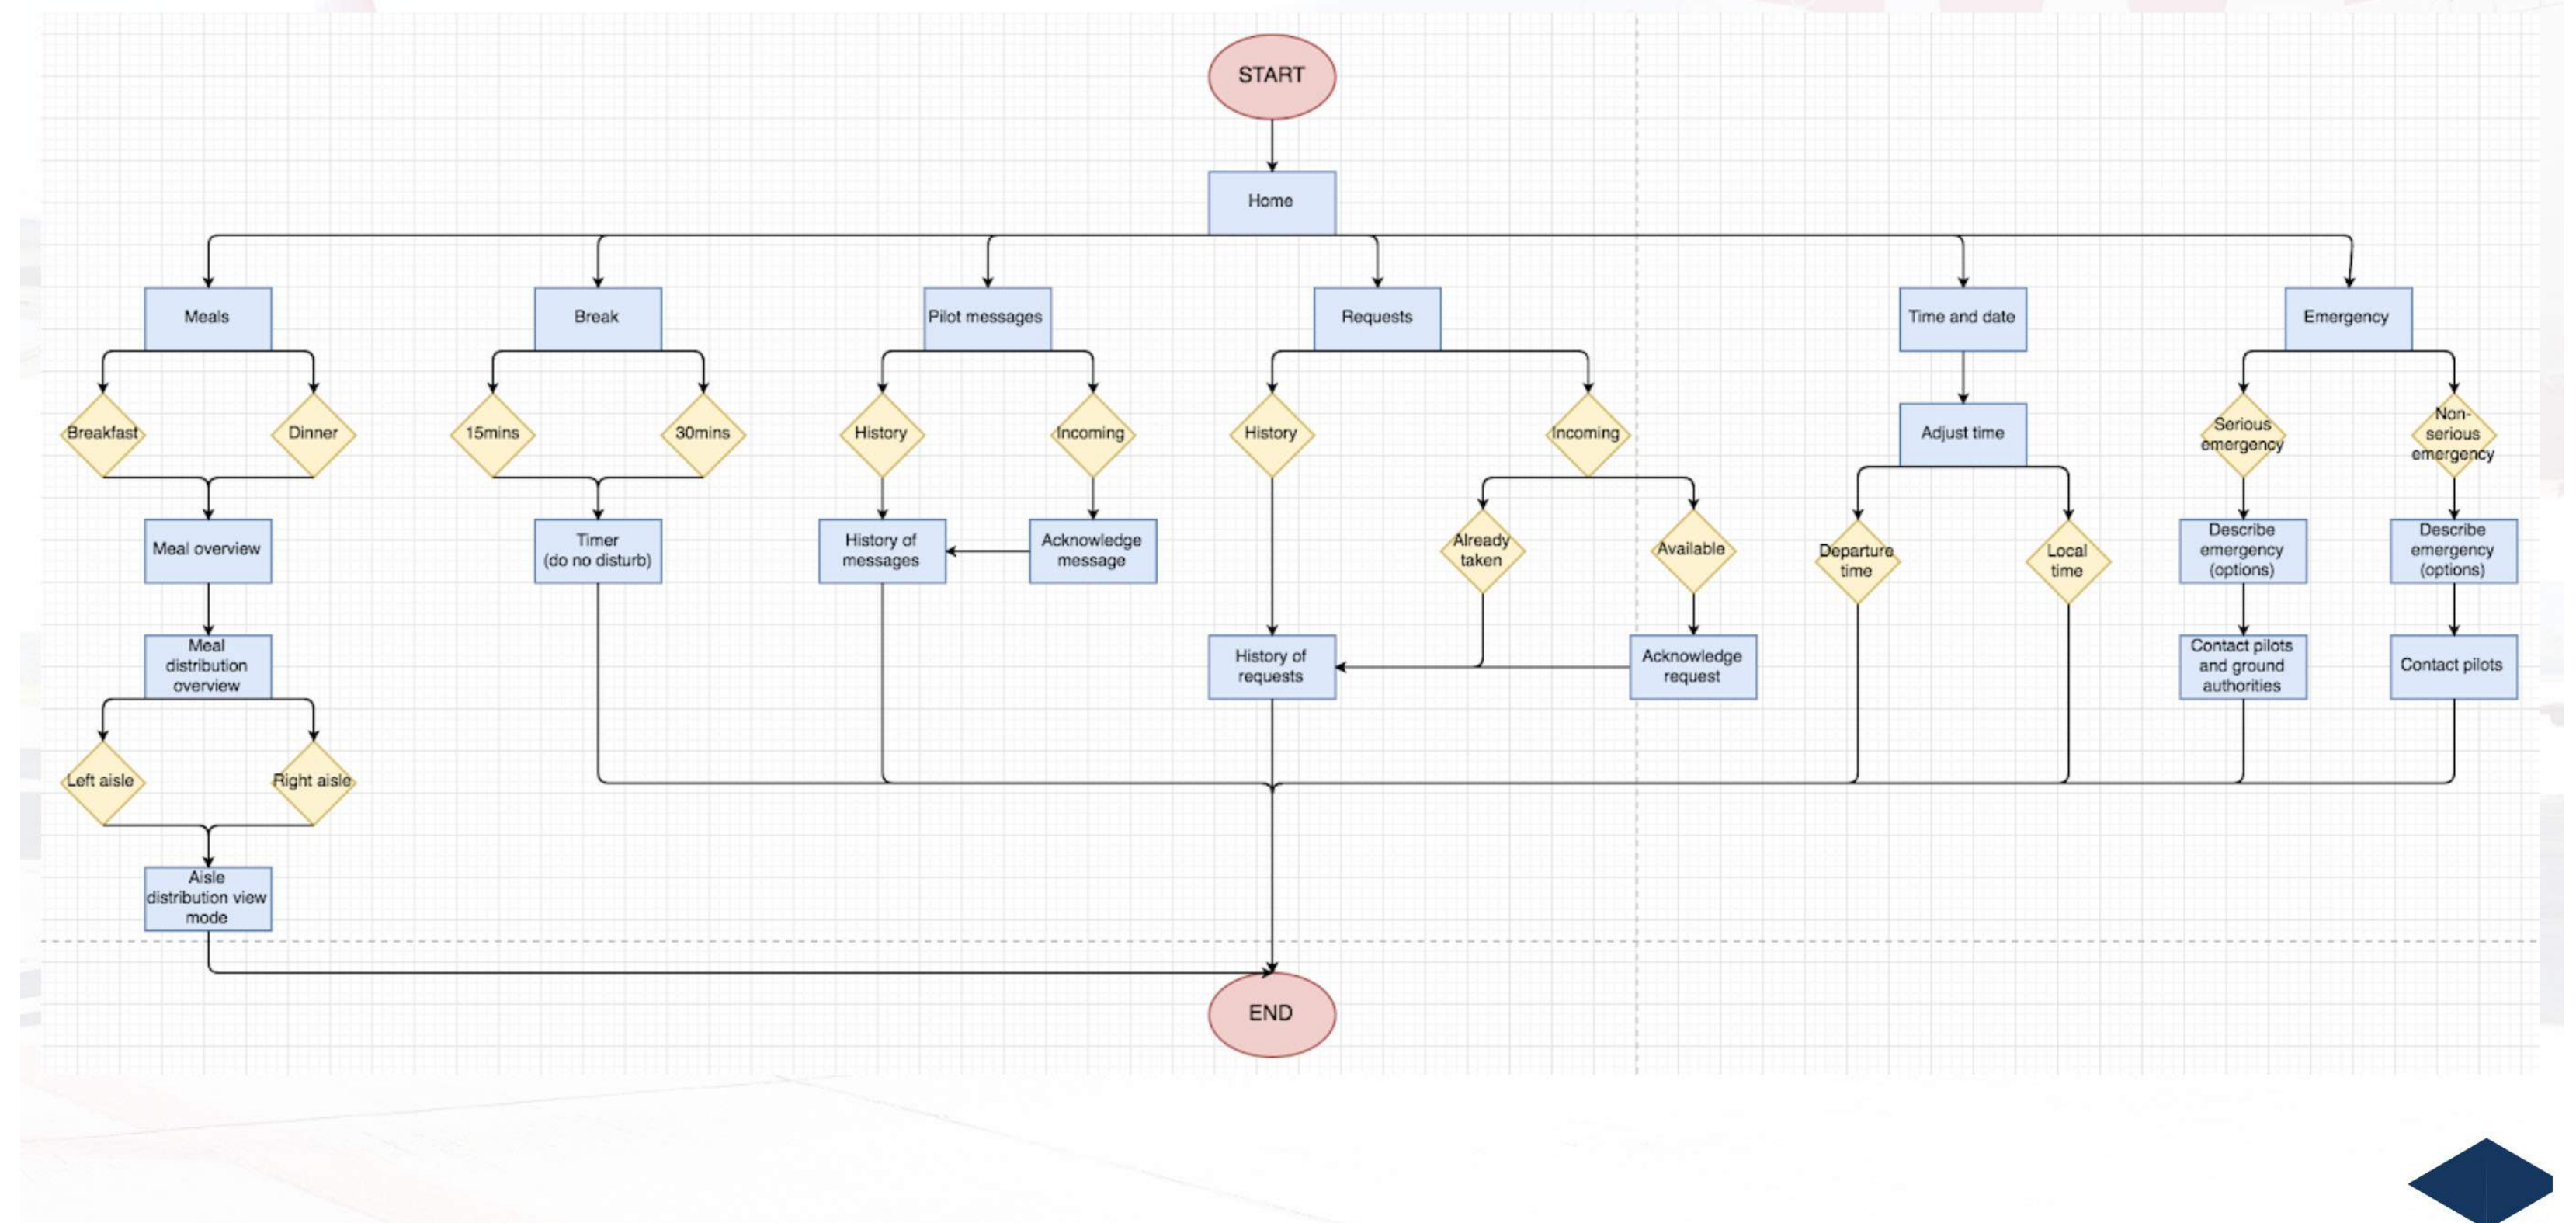 START
Home
Meals
Break
Pilot messages
Requests
Time and date
Emergency
Breakfast
Dinner
15mins
30mins
History
Incoming
History
Incoming
Adjust time
Serious
emergency
Non-
serious
emergency
Meal overview
Timer
(do no disturb)
History of
messages
Acknowledge
message
Already
taken
Available
Departure
time
Local
time
Describe
emergency
(options)
Describe
emergency
(options)
Meal
distribution
overview
History of
requests
Acknowledge
request
Contact pilots
and ground
authorities
Contact pilots
Left aisle
Right aisle
Aisle
distribution view
mode
END